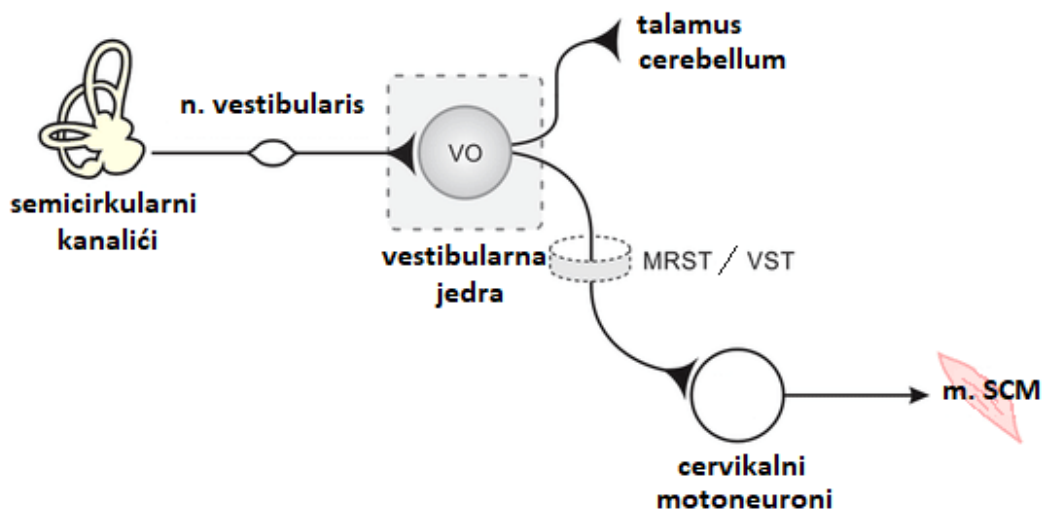 talamus
cerebellum
n. vestibularis
VO
semicirkularni
kanalići
vestibularna
jedra
MRST / VST
m. SCM
cervikalni
motoneuroni